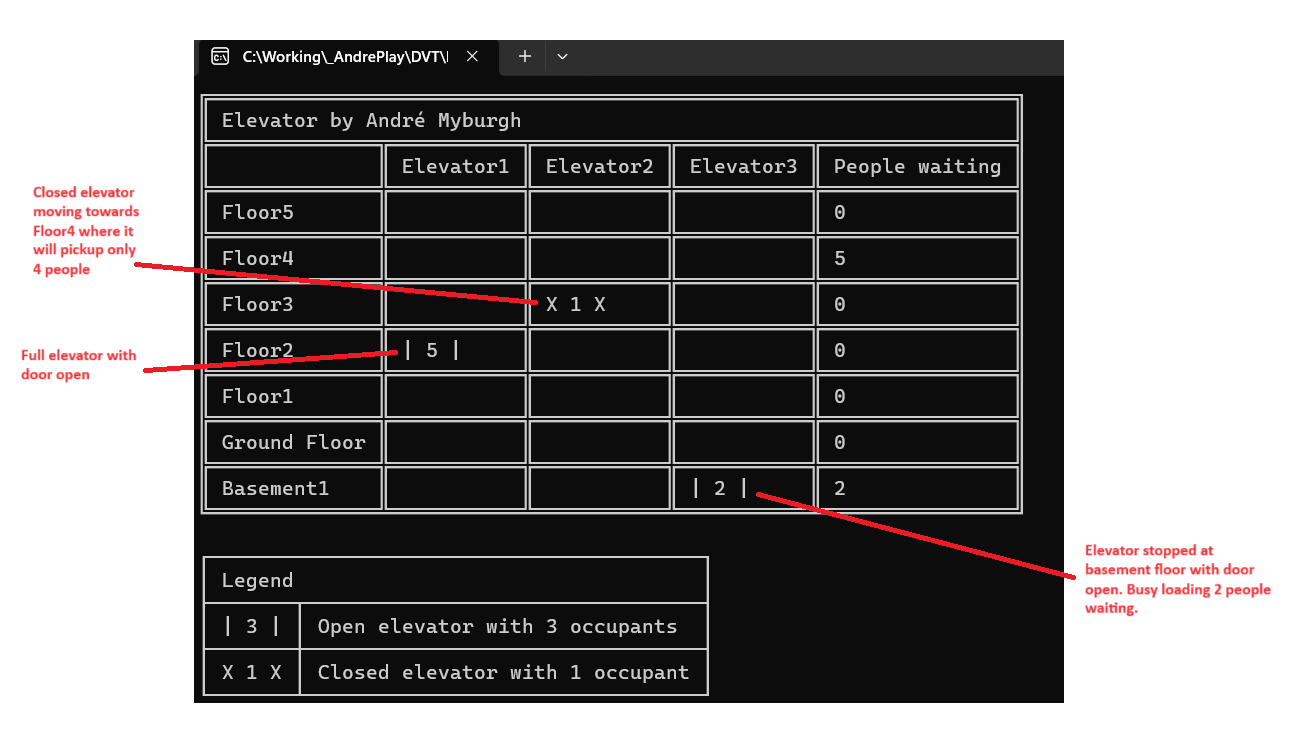 C:\Working\_AndrePlay\DVT\
Elevator by André Myburgh
Elevator1 Elevator2 Elevator3 People waiting
Floor5 0
Floor4 5
Floor3 X 1 X 0
Floor2 | 5 | 0
Floor1 0
Ground Floor 0
Basement1 | 2 | 2
Legend
| 3 | Open elevator with 3 occupants
X 1 X Closed elevator with 1 occupant
Closed elevator
moving towards
Floor4 where it
will pickup only
4 people
Full elevator with
door open
Elevator stopped at
basement floor with door
open. Busy loading 2 people
waiting.